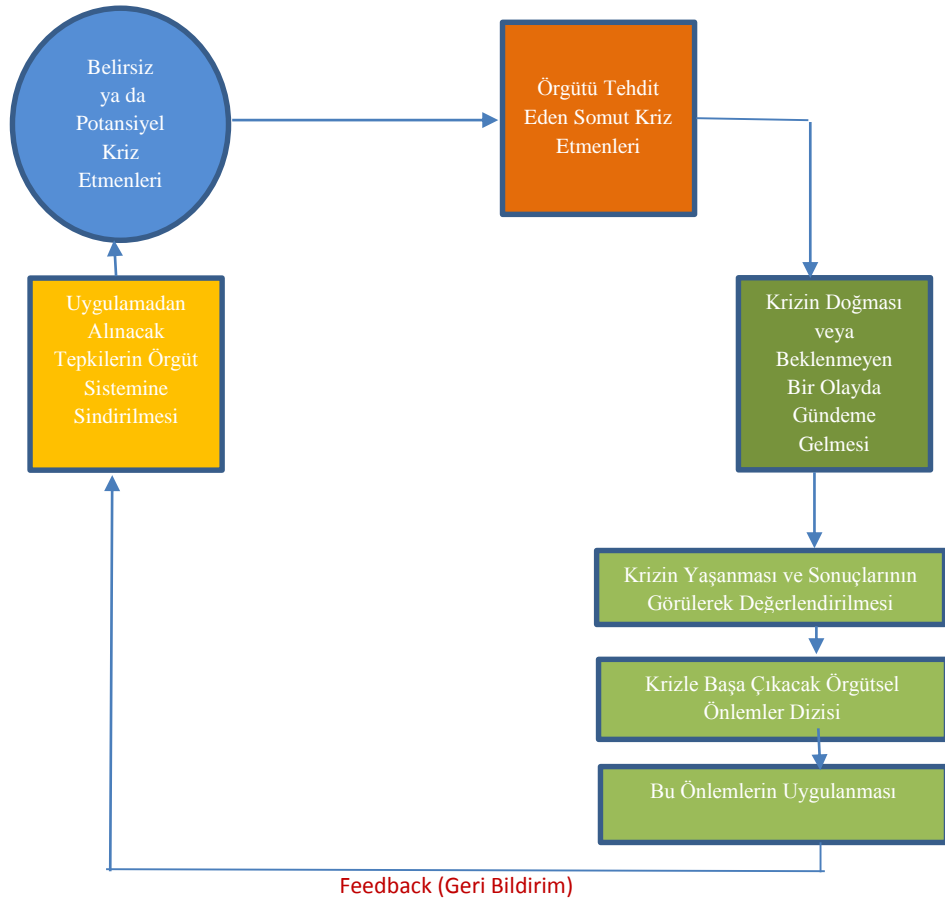 Belirsiz
ya da
Potansiyel
Kriz
Etmenleri
Örgütü Tehdit
Eden Somut Kriz
Etmenleri
Krizin Doğması
veya
Beklenmeyen
Bir Olayda
Gündeme
Gelmesi
Krizin Yaşanması ve Sonuçlarının
Görülerek Değerlendirilmesi
Krizle Başa Çıkacak Örgütsel
Önlemler Dizisi
Bu Önlemlerin Uygulanması
Feedback (Geri Bildirim)
Uygulamadan
Alınacak
Tepkilerin Örgüt
Sistemine
Sindirilmesi